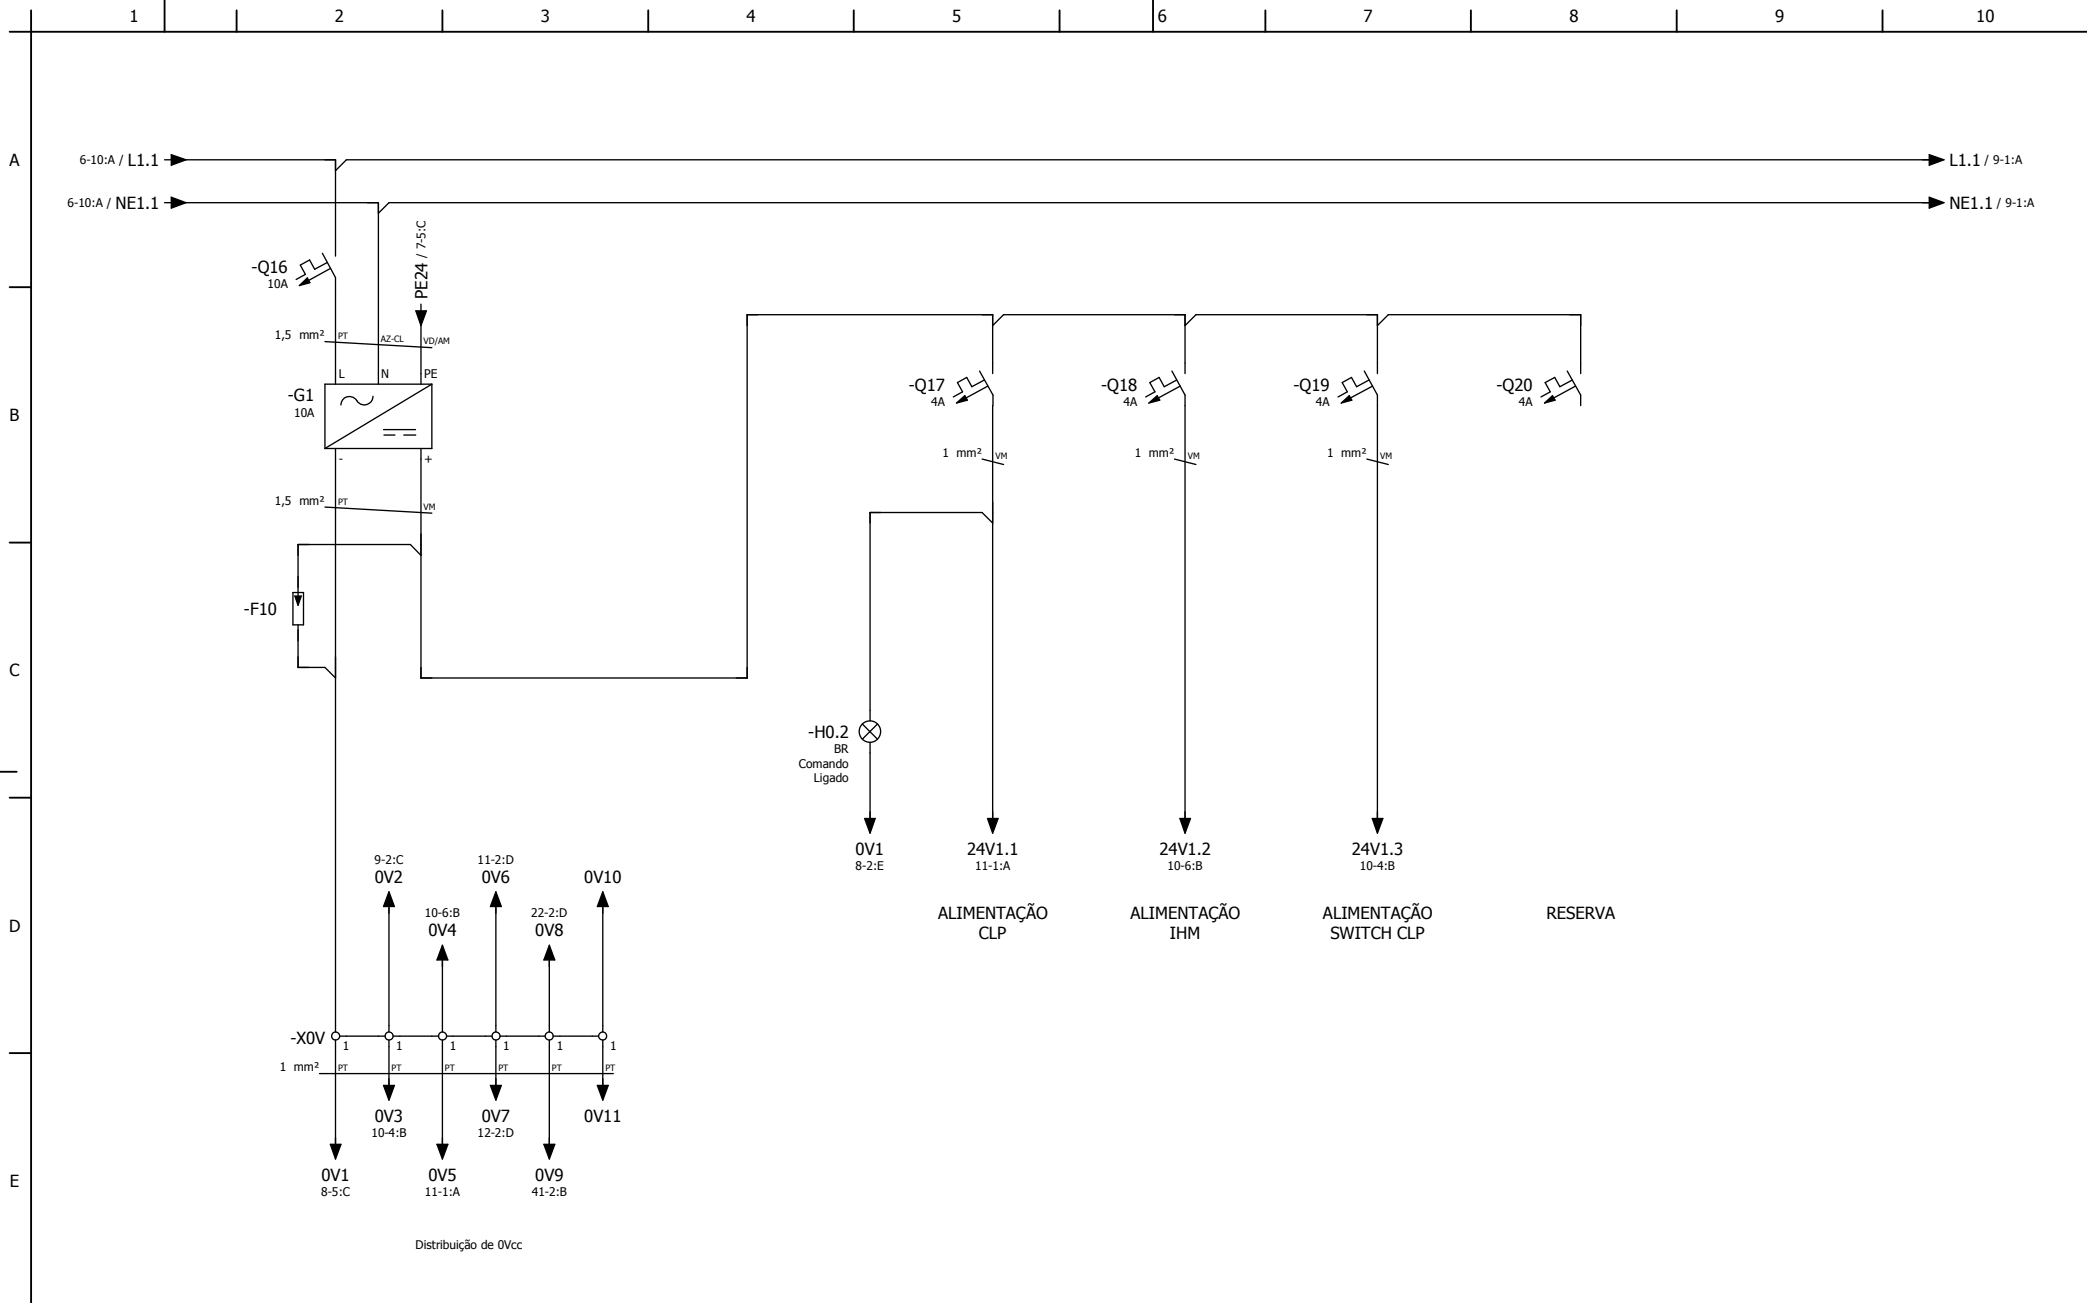 1 2 3 4 5 6 7 8 9 10
A
6-10:A / L1.1
L1.1 / 9-1:A
6-10:A / NE1.1
NE1.1 / 9-1:A
PE24 / 7-5:C
-Q16
10A
1,5 mm² PT AZ-CL VD/AM
L N PE
-G1
10A
- +
B
-Q17
4A
-Q18
4A
-Q19
4A
-Q20
4A
1 mm² VM
1 mm² VM
1 mm² VM
1,5 mm² PT VM
-F10
C
-H0.2
BR
Comando
Ligado
0V1
8-2:E
24V1.1
11-1:A
24V1.2
10-6:B
24V1.3
10-4:B
9-2:C
0V2
11-2:D
0V6
0V10
10-6:B
0V4
22-2:D
0V8
D
ALIMENTAÇÃO
CLP
ALIMENTAÇÃO
IHM
ALIMENTAÇÃO
SWITCH CLP
RESERVA
-X0V
1 1 1 1 1 1
1 mm² PT PT PT PT PT PT
0V3
10-4:B
0V7
12-2:D
0V11
E
0V1
8-5:C
0V5
11-1:A
0V9
41-2:B
Distribuição de 0Vcc